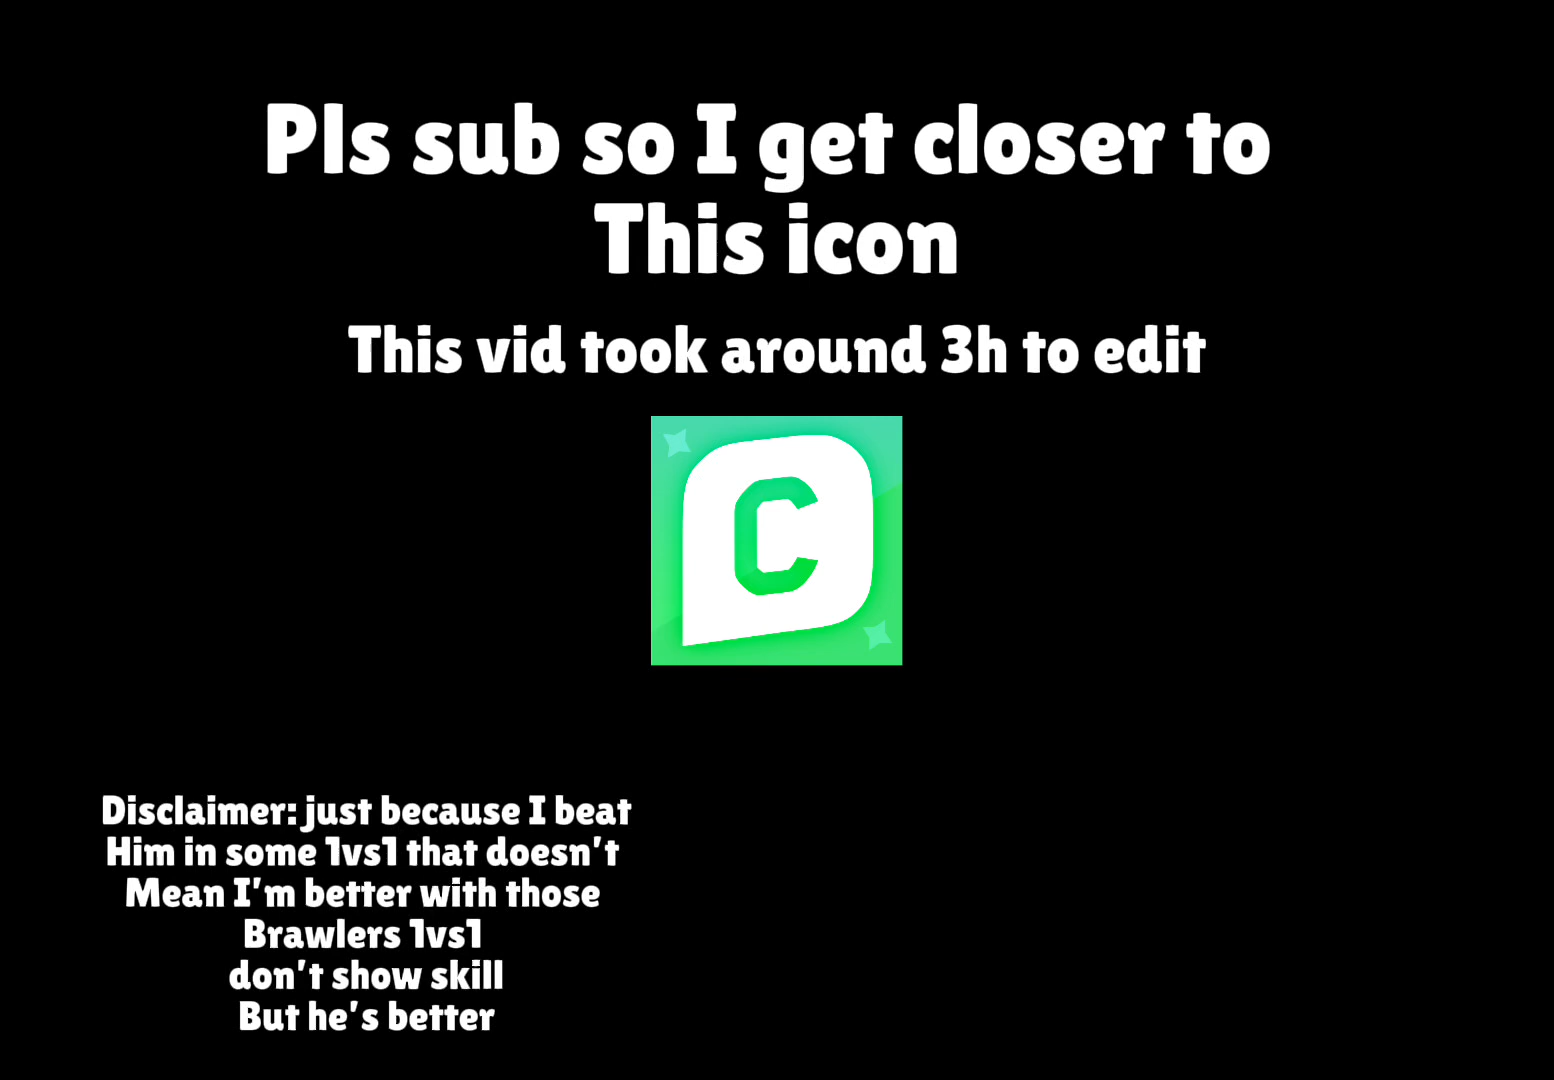 Pls sub so I get closer to
This icon
This vid took around 3h to edit
C
Disclaimer: just because I beat
Him in some 1vs1 that doesn't
Mean I'm better with those
Brawlers 1vs1
don't show skill
But he's better